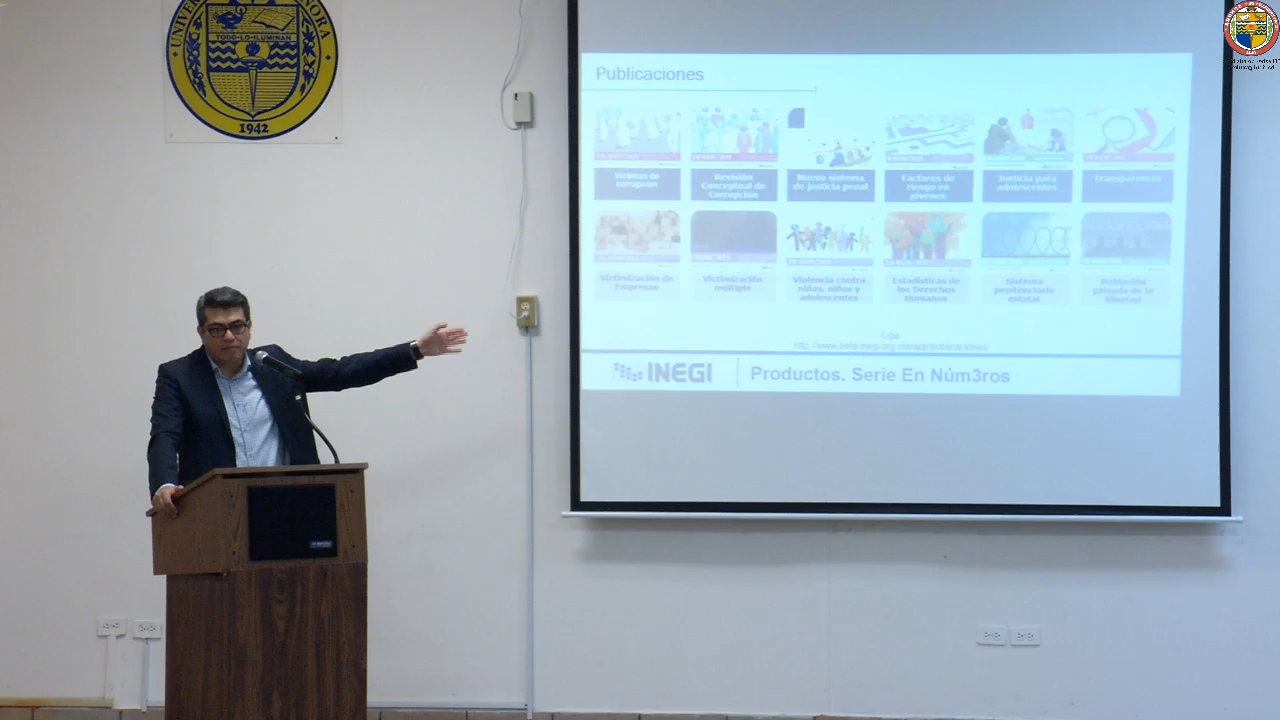 UNIVER
NORA
TODO-LO-ILUMINAN
1942
Publicaciones
Víctimas de
corrupción
Revisión
Conceptual de
Corrupción
Nuevo sistema
de justicia penal
Factores de
riesgo en
jóvenes
Justicia para
adolescentes
Transparencia
Victimización de
Empresas
Victimización
múltiple
Violencia contra
niñas, niños y
adolescentes
Estadísticas de
los Derechos
Humanos
Sistema
penitenciario
estatal
Población
privada de la
libertad
Liga
http://www.beta.inegi.org.mx/app/publicaciones/
INEGI
Productos. Serie En Núm3ros